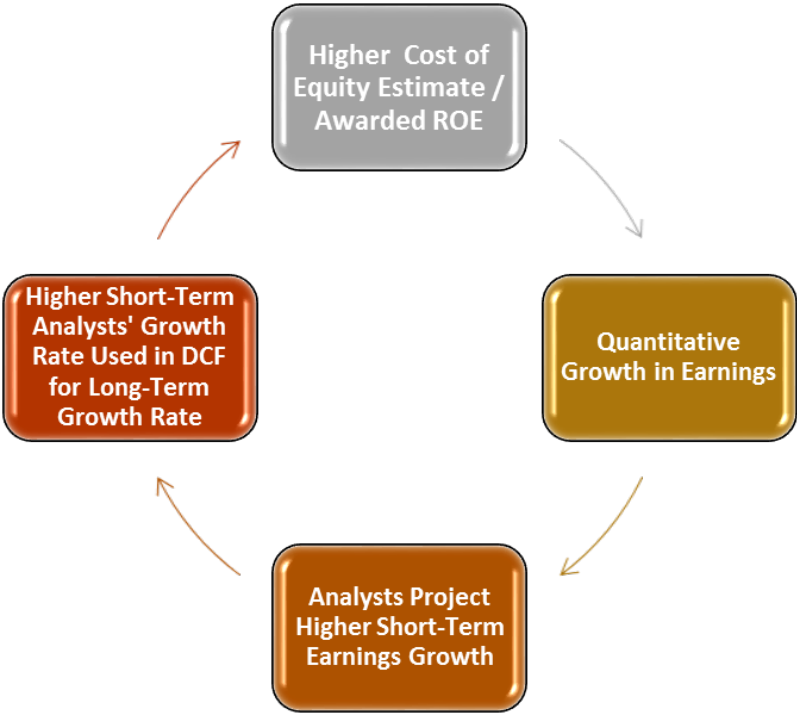 Higher Cost of
Equity Estimate /
Awarded ROE
Quantitative
Growth in Earnings
Analysts Project
Higher Short-Term
Earnings Growth
Higher Short-Term
Analysts' Growth
Rate Used in DCF
for Long-Term
Growth Rate